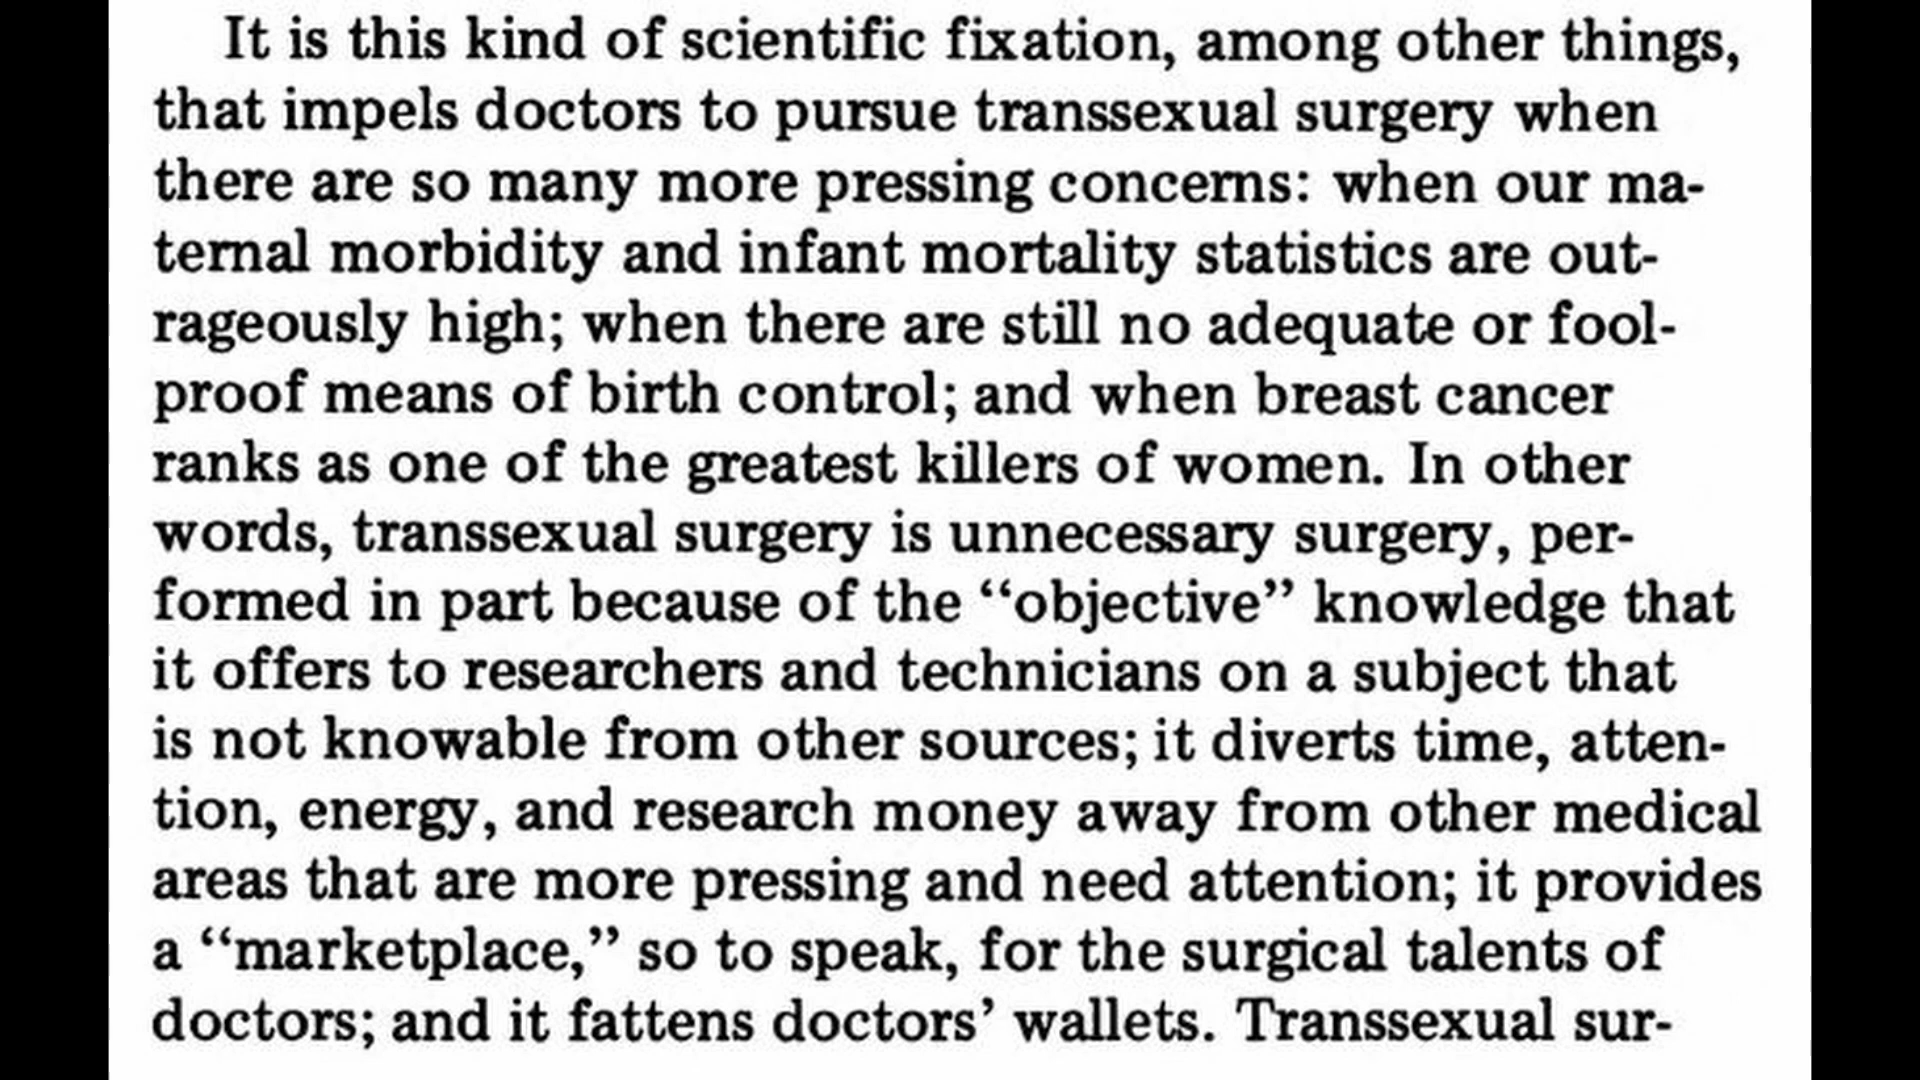 It is this kind of scientific fixation, among other things,
that impels doctors to pursue transsexual surgery when
there are so many more pressing concerns: when our ma-
ternal morbidity and infant mortality statistics are out-
rageously high; when there are still no adequate or fool-
proof means of birth control; and when breast cancer
ranks as one of the greatest killers of women. In other
words, transsexual surgery is unnecessary surgery, per-
formed in part because of the “objective” knowledge that
it offers to researchers and technicians on a subject that
is not knowable from other sources; it diverts time, atten-
tion, energy, and research money away from other medical
areas that are more pressing and need attention; it provides
a “marketplace,” so to speak, for the surgical talents of
doctors; and it fattens doctors’ wallets. Transsexual sur-